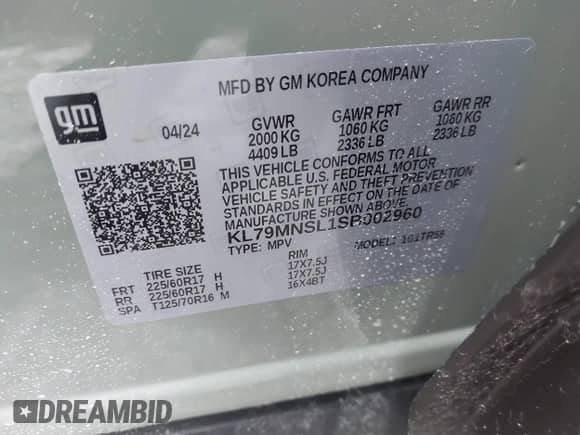 MFD BY GM KOREA COMPANY
gm
04/24 GVWR GAWR FRT GAWR RR
2000 KG 1060 KG 1060 KG
4409 LB 2336 LB 2336 LB
THIS VEHICLE CONFORMS TO ALL
APPLICABLE U.S. FEDERAL MOTOR
VEHICLE SAFETY AND THEFT PREVENTION
STANDARDS IN EFFECT ON THE DATE OF
MANUFACTURE SHOWN ABOVE.
KL79MNSL1SB002960
TYPE: MPV MODEL: 1017R58
TIRE SIZE RIM
FRT 225/60R17 H 17X7.5J
RR 225/60R17 H 17X7.5J
SPA T125/70R16 M 16X4BT
DREAMBID